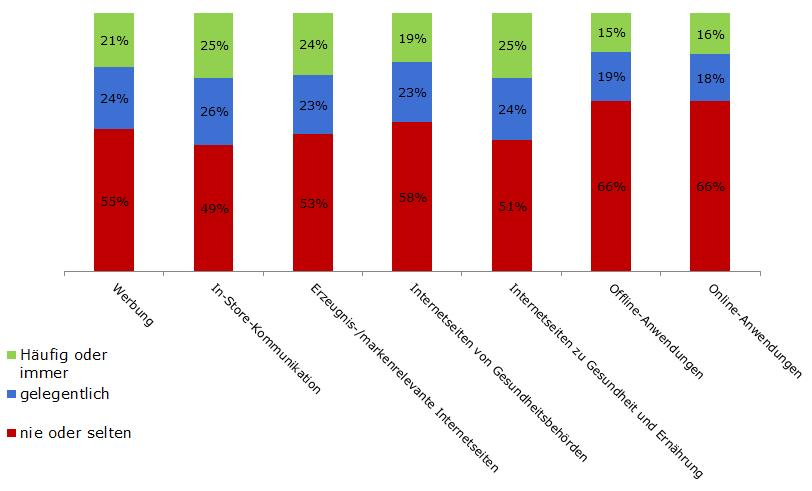 21%
25%
24%
19%
25%
15%
16%
24%
26%
23%
23%
24%
19%
18%
55%
49%
53%
58%
51%
66%
66%
Werbung
In-Store-Kommunikation
Erzeugnis-/markenrelevante Internetseiten
Internetseiten von Gesundheitsbehörden
Internetseiten zu Gesundheit und Ernährung
Offline-Anwendungen
Online-Anwendungen
Häufig oder
immer
gelegentlich
nie oder selten